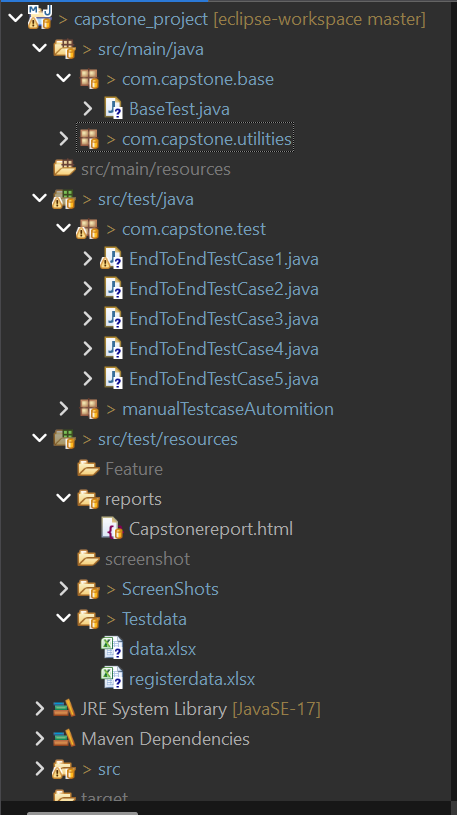 > capstone_project [eclipse-workspace master]
> src/main/java
> com.capstone.base
BaseTest.java
> com.capstone.utilities
src/main/resources
> src/test/java
> com.capstone.test
EndToEndTestCase1.java
EndToEndTestCase2.java
EndToEndTestCase3.java
EndToEndTestCase4.java
EndToEndTestCase5.java
> manualTestcaseAutomition
> src/test/resources
Feature
reports
Capstonereport.html
screenshot
> ScreenShots
> Testdata
data.xlsx
registerdata.xlsx
JRE System Library [JavaSE-17]
Maven Dependencies
> src
target